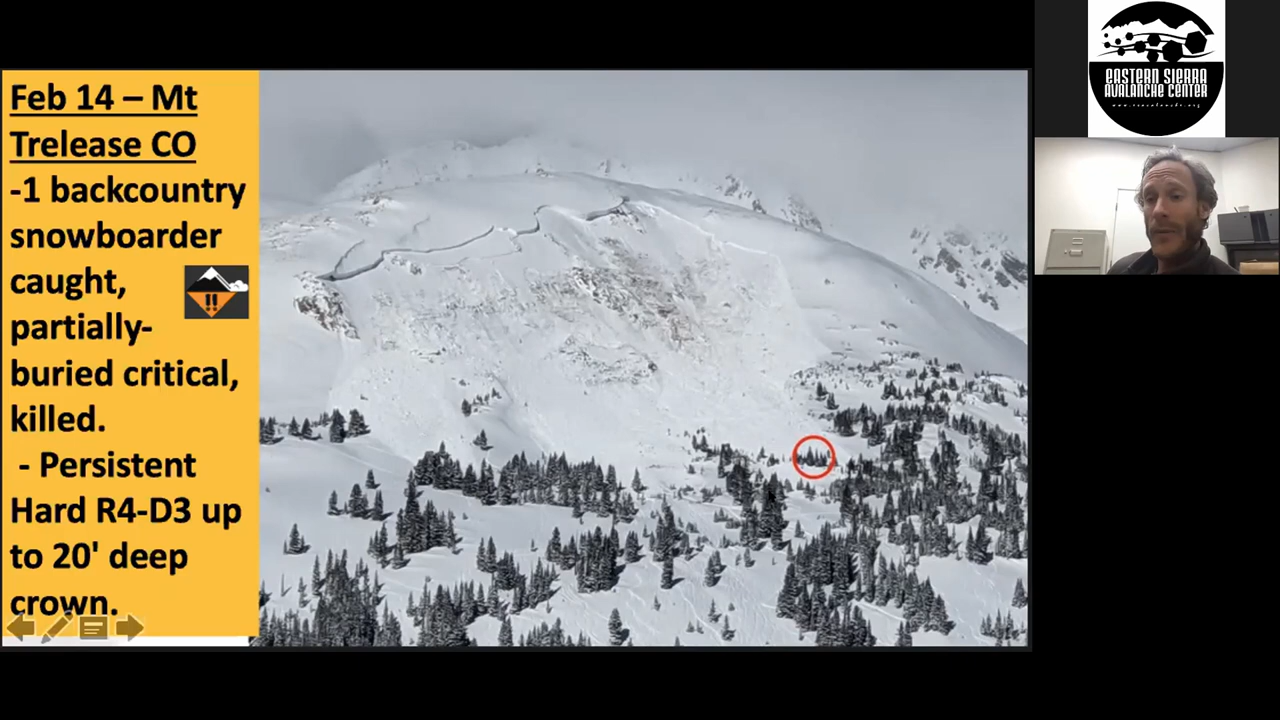 Feb 14 – Mt
Trelease CO
-1 backcountry
snowboarder
caught,
partially-
buried critical,
killed.
- Persistent
Hard R4-D3 up
to 20' deep
crown.
!!
EASTERN SIERRA
AVALANCHE CENTER